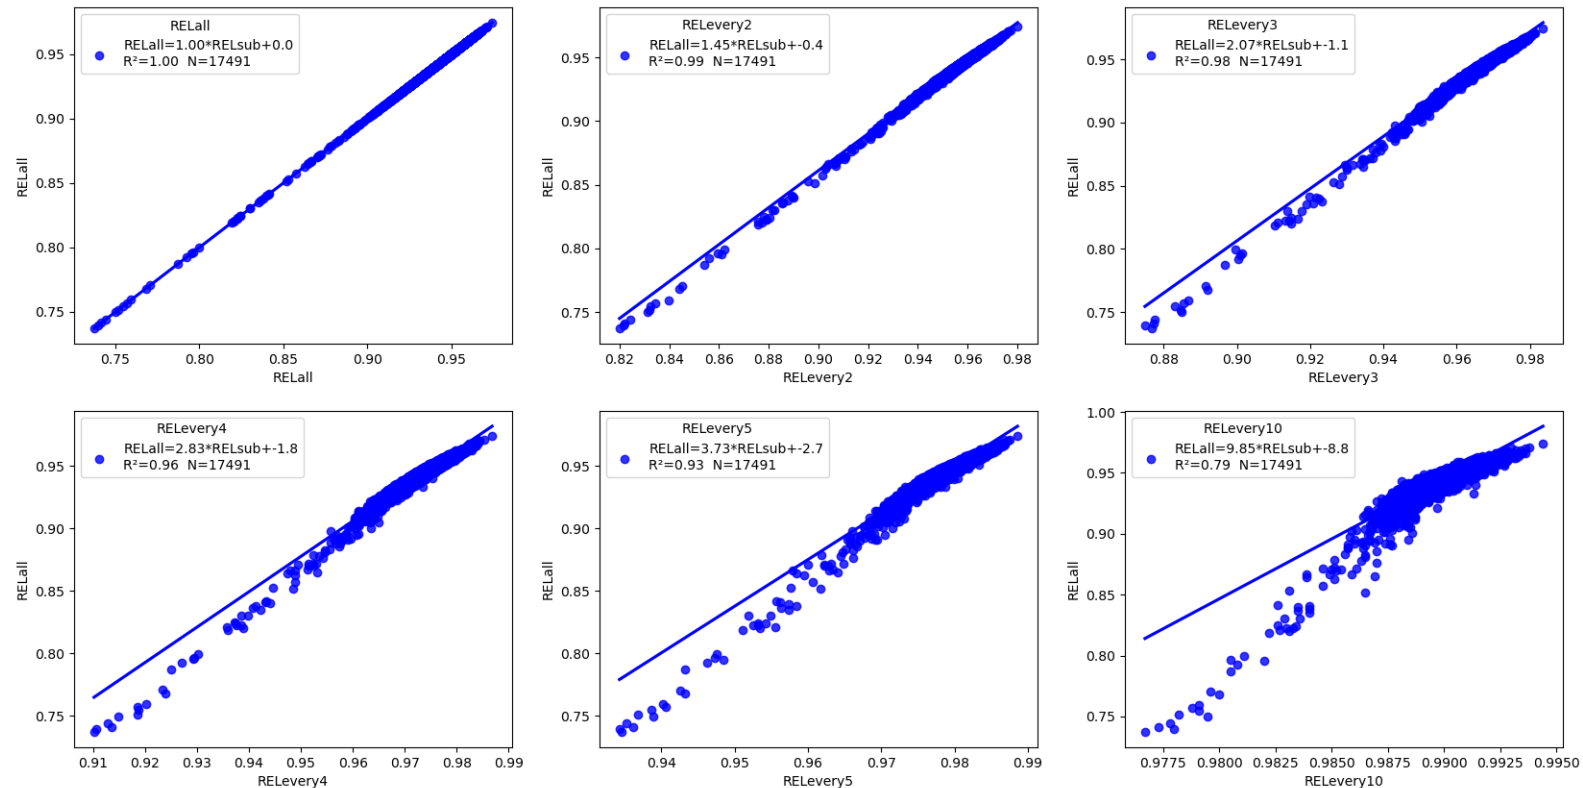 RELall
RELall=1.00*RELsub+0.0
R²=1.00 N=17491
0.95
0.90
0.85
0.80
0.75
RELall
0.75 0.80 0.85 0.90 0.95
RELall
RELevery2
RELall=1.45*RELsub+-0.4
R²=0.99 N=17491
0.95
0.90
0.85
0.80
0.75
RELall
0.82 0.84 0.86 0.88 0.90 0.92 0.94 0.96 0.98
RELevery2
RELevery3
RELall=2.07*RELsub+-1.1
R²=0.98 N=17491
0.95
0.90
0.85
0.80
0.75
RELall
0.88 0.90 0.92 0.94 0.96 0.98
RELevery3
RELevery4
RELall=2.83*RELsub+-1.8
R²=0.96 N=17491
0.95
0.90
0.85
0.80
0.75
RELall
0.91 0.92 0.93 0.94 0.95 0.96 0.97 0.98 0.99
RELevery4
RELevery5
RELall=3.73*RELsub+-2.7
R²=0.93 N=17491
0.95
0.90
0.85
0.80
0.75
RELall
0.94 0.95 0.96 0.97 0.98 0.99
RELevery5
RELevery10
RELall=9.85*RELsub+-8.8
R²=0.79 N=17491
1.00
0.95
0.90
0.85
0.80
0.75
RELall
0.9775 0.9800 0.9825 0.9850 0.9875 0.9900 0.9925 0.9950
RELevery10